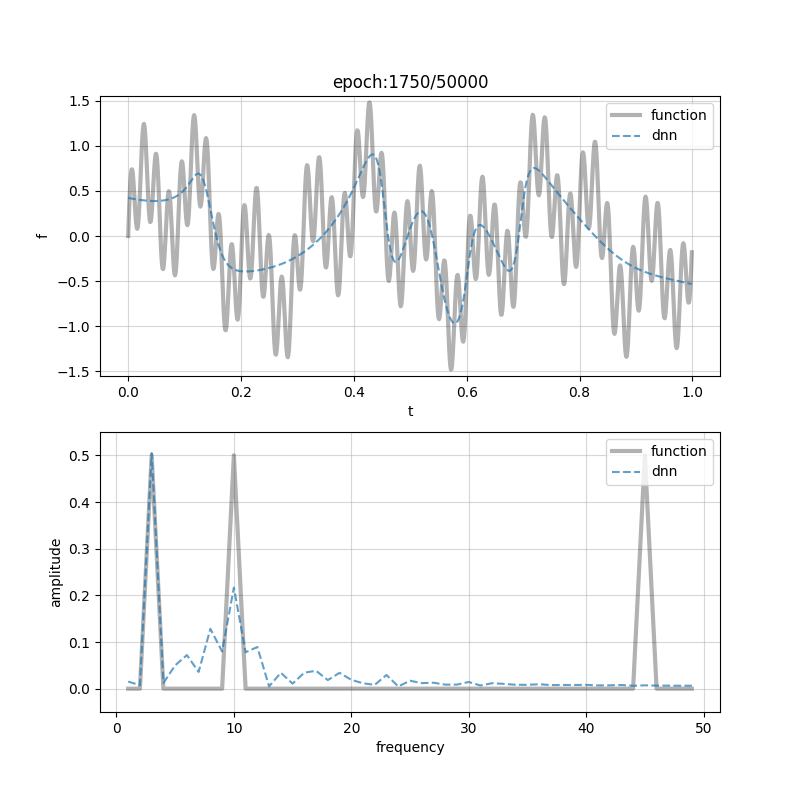 epoch:1750/50000
1.5
1.0
0.5
0.0
−0.5
−1.0
−1.5
f
function
dnn
0.0 0.2 0.4 0.6 0.8 1.0
t
0.5
0.4
0.3
0.2
0.1
0.0
amplitude
function
dnn
0 10 20 30 40 50
frequency